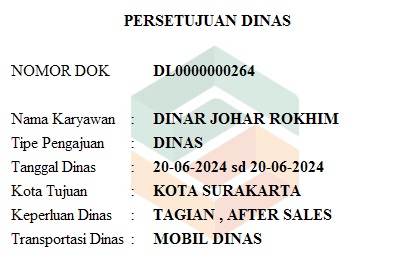 PERSETUJUAN DINAS
NOMOR DOK DL0000000264
Nama Karyawan : DINAR JOHAR ROKHIM
Tipe Pengajuan : DINAS
Tanggal Dinas : 20-06-2024 sd 20-06-2024
Kota Tujuan : KOTA SURAKARTA
Keperluan Dinas : TAGIAN , AFTER SALES
Transportasi Dinas : MOBIL DINAS